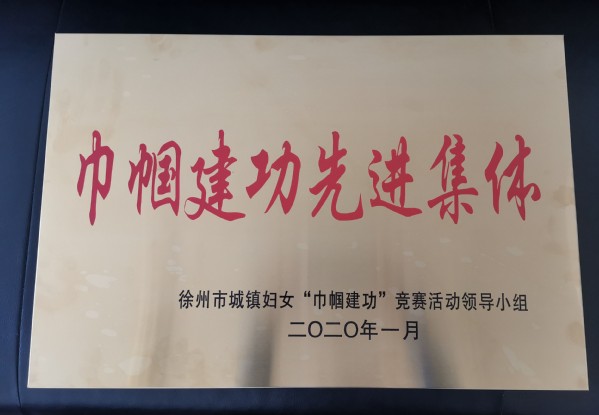 巾帼建功先进集体
徐州市城镇妇女“巾帼建功”竞赛活动领导小组
二〇二〇年一月